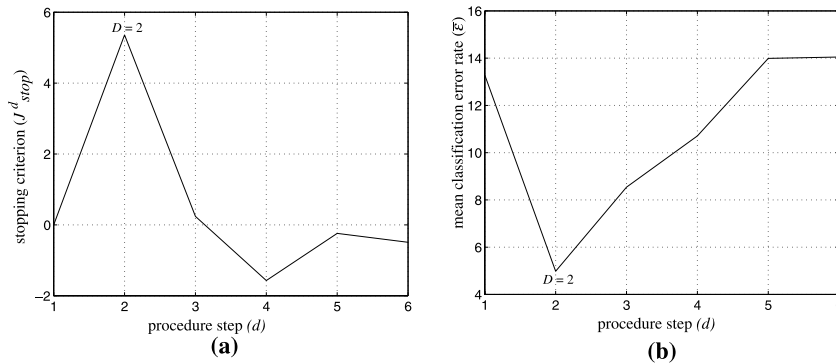 6
4
2
0
−2
stopping criterion (J^d_stop)
D = 2
1 2 3 4 5 6
procedure step (d)
(a)
16
14
12
10
8
6
4
mean classification error rate (ε̅)
D = 2
1 2 3 4 5
procedure step (d)
(b)